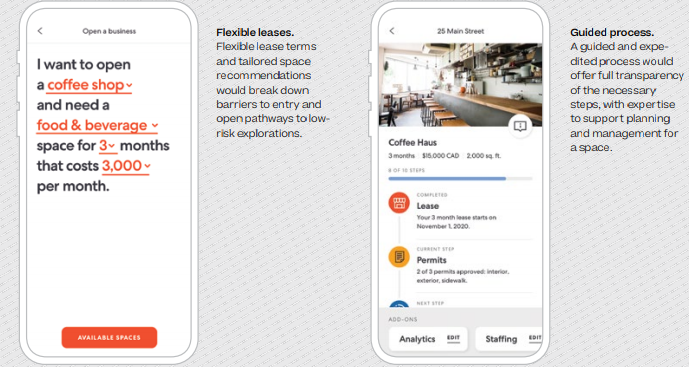 Open a business
I want to open
a coffee shop
and need a
food & beverage
space for 3 months
that costs 3,000
per month.
AVAILABLE SPACES
Flexible leases.
Flexible lease terms
and tailored space
recommendations
would break down
barriers to entry and
open pathways to low-
risk explorations.
25 Main Street
Coffee Haus
3 months $15,000 CAD 2,000 sq. ft.
8 OF 10 STEPS
COMPLETED
Lease
Your 3 month lease starts on
November 1, 2020.
CURRENT STEP
Permits
2 of 3 permits approved: interior,
exterior, sidewalk.
NEXT STEP
ADD-ONS
Analytics EDIT Staffing EDIT
Guided process.
A guided and expe-
dited process would
offer full transparency
of the necessary
steps, with expertise
to support planning
and management for
a space.